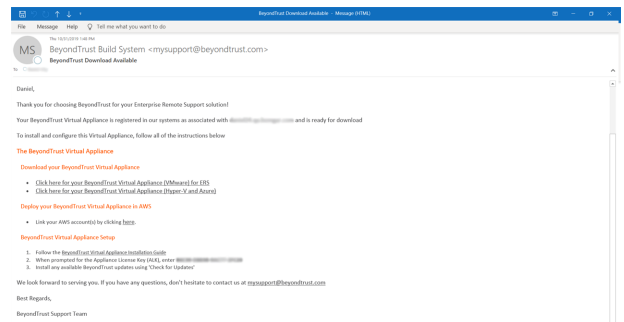 BeyondTrust Download Available - Message (HTML)
File Message Help Tell me what you want to do
Thu 10/31/2019 1:48 PM
MS
BeyondTrust Build System <mysupport@beyondtrust.com>
BeyondTrust Download Available
To
Daniel,
Thank you for choosing BeyondTrust for your Enterprise Remote Support solution!
Your BeyondTrust Virtual Appliance is registered in our systems as associated with and is ready for download
To install and configure this Virtual Appliance, follow all of the instructions below
The BeyondTrust Virtual Appliance
Download your BeyondTrust Virtual Appliance
• Click here for your BeyondTrust Virtual Appliance (VMware) for ERS
• Click here for your BeyondTrust Virtual Appliance (Hyper-V and Azure)
Deploy your BeyondTrust Virtual Appliance in AWS
• Link your AWS account(s) by clicking here.
BeyondTrust Virtual Appliance Setup
1. Follow the BeyondTrust Virtual Appliance Installation Guide
2. When prompted for the Appliance License Key (ALK), enter
3. Install any available BeyondTrust updates using 'Check for Updates'
We look forward to serving you. If you have any questions, don't hesitate to contact us at mysupport@beyondtrust.com
Best Regards,
BeyondTrust Support Team